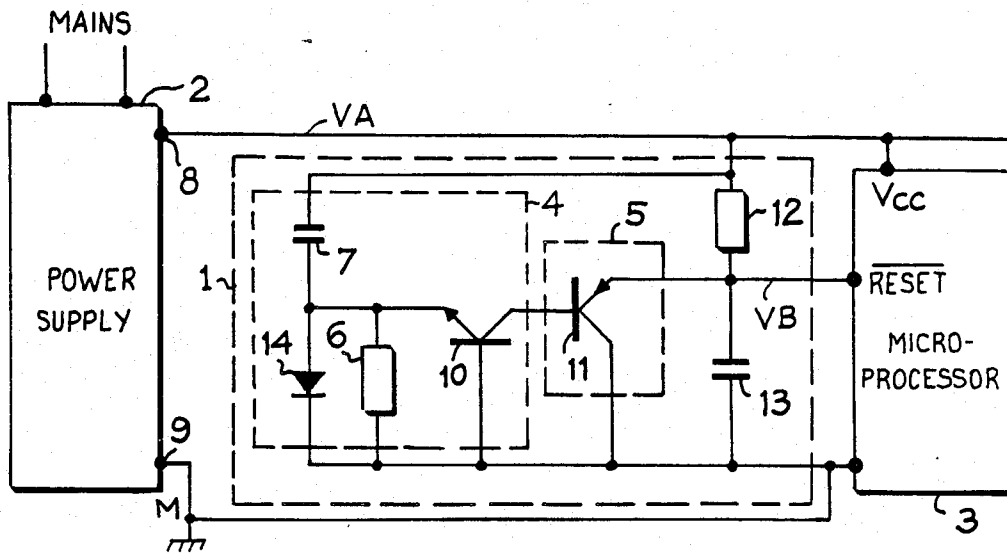 MAINS
2
VA
8
4
5
12
VCC
7
1
POWER
SUPPLY
RESET
VB
14
6
10
11
13
MICRO-
PROCESSOR
9
M
3